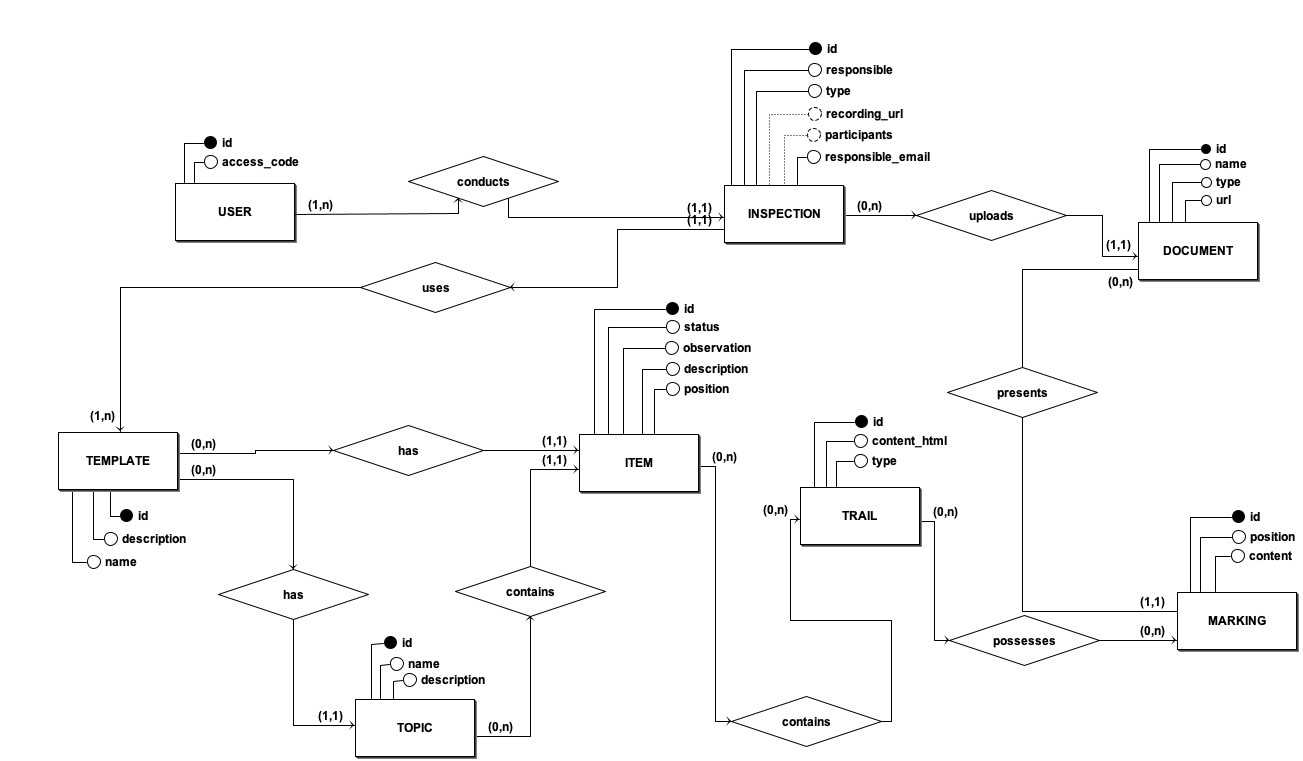 id
responsible
type
recording_url
participants
responsible_email
INSPECTION
id
access_code
USER
(1,n)
conducts
(1,1)
(1,1)
(0,n)
uploads
id
name
type
url
DOCUMENT
(1,1)
(0,n)
uses
(1,n)
TEMPLATE
id
description
name
(0,n)
(0,n)
has
(1,1)
(1,1)
id
status
observation
description
position
ITEM
(0,n)
has
contains
(1,1)
id
name
description
TOPIC
(0,n)
id
content_html
type
TRAIL
(0,n)
(0,n)
contains
presents
id
position
content
MARKING
(1,1)
possesses
(0,n)